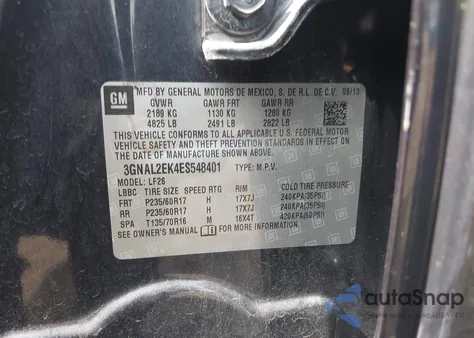 GM
MFD BY GENERAL MOTORS DE MEXICO, S. DE R.L. DE C.V. 09/13
GVWR GAWR FRT GAWR RR
2189 KG 1130 KG 1280 KG
4825 LB 2491 LB 2822 LB
THIS VEHICLE CONFORMS TO ALL APPLICABLE U.S. FEDERAL MOTOR
VEHICLE SAFETY, BUMPER, AND THEFT PREVENTION STANDARDS IN
EFFECT ON THE DATE OF MANUFACTURE SHOWN ABOVE.
3GNAL2EK4ES548401 TYPE: M.P.V.
MODEL: LF26
LBBC TIRE SIZE SPEED RTG RIM COLD TIRE PRESSURE
FRT P235/60R17 H 17X7J 240KPA(35PSI)
RR P235/60R17 H 17X7J 240KPA(35PSI)
SPA T135/70R16 M 16X4T 420KPA(60PSI)
SEE OWNER'S MANUAL FOR MORE INFORMATION.
autoSnap